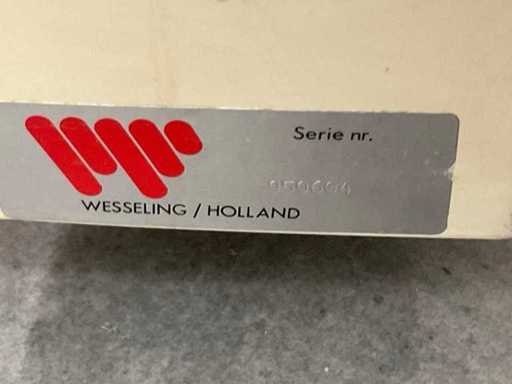 Serie nr.
WESSELING / HOLLAND